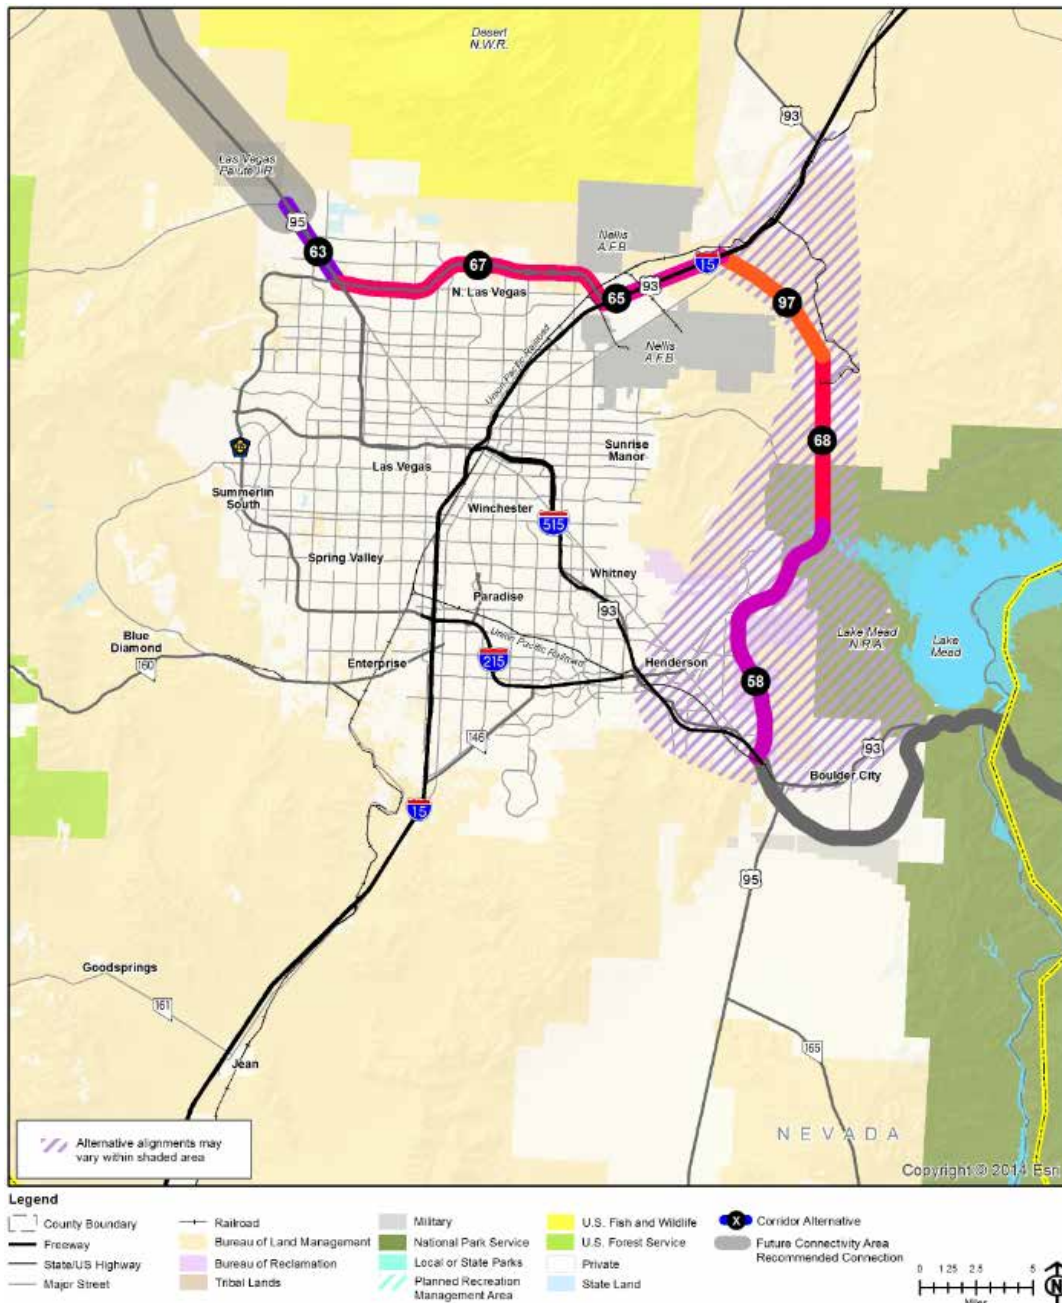 Desert
N.W.R.
93
Las Vegas
Paiute I.R.
95
63
67
N. Las Vegas
Nellis
A.F.B.
15
93
65
97
Nellis
A.F.B.
Union Pacific Railroad
68
Sunrise
Manor
Las Vegas
Summerlin
South
Winchester
515
Spring Valley
Whitney
Paradise
93
Union Pacific Railroad
Blue
Diamond
160
Enterprise
215
Henderson
Lake Mead
N.R.A.
Lake
Mead
58
146
93
Boulder City
15
95
Goodsprings
161
Jean
165
NEVADA
Alternative alignments may
vary within shaded area
Copyright:© 2014 Esri
Legend
County Boundary
Freeway
State/US Highway
Major Street
Railroad
Bureau of Land Management
Bureau of Reclamation
Tribal Lands
Military
National Park Service
Local or State Parks
Planned Recreation
Management Area
U.S. Fish and Wildlife
U.S. Forest Service
Private
State Land
X
Corridor Alternative
Future Connectivity Area
Recommended Connection
0 1.25 2.5 5
Miles
N